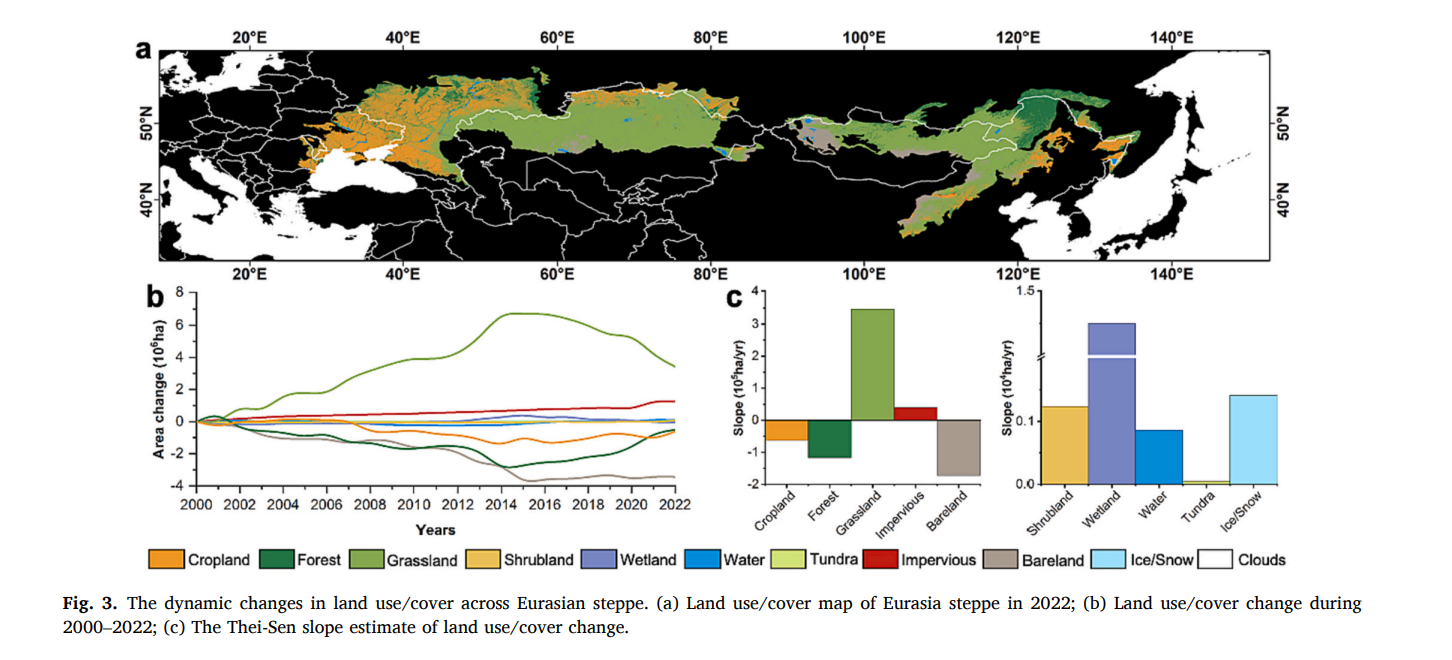 a
20°E 40°E 60°E 80°E 100°E 120°E 140°E
50°N 50°N
40°N 40°N
20°E 40°E 60°E 80°E 100°E 120°E 140°E
b
Area change (10⁶ha)
8
6
4
2
0
-2
-4
2000 2002 2004 2006 2008 2010 2012 2014 2016 2018 2020 2022
Years
c
Slope (10⁵ha/yr)
4
3
2
1
0
-1
-2
Cropland Forest Grassland Impervious Bareland
Slope (10⁴ha/yr)
1.5
0.1
0.0
Shrubland Wetland Water Tundra Ice/Snow
Cropland Forest Grassland Shrubland Wetland Water Tundra Impervious Bareland Ice/Snow Clouds
Fig. 3. The dynamic changes in land use/cover across Eurasian steppe. (a) Land use/cover map of Eurasia steppe in 2022; (b) Land use/cover change during
2000–2022; (c) The Thei-Sen slope estimate of land use/cover change.